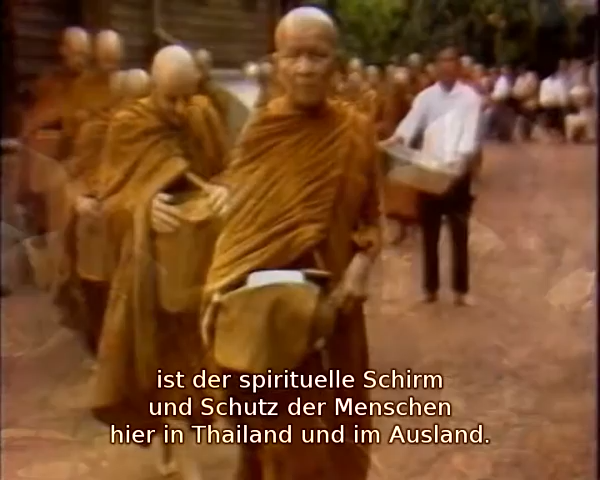 ist der spirituelle Schirm
und Schutz der Menschen
hier in Thailand und im Ausland.